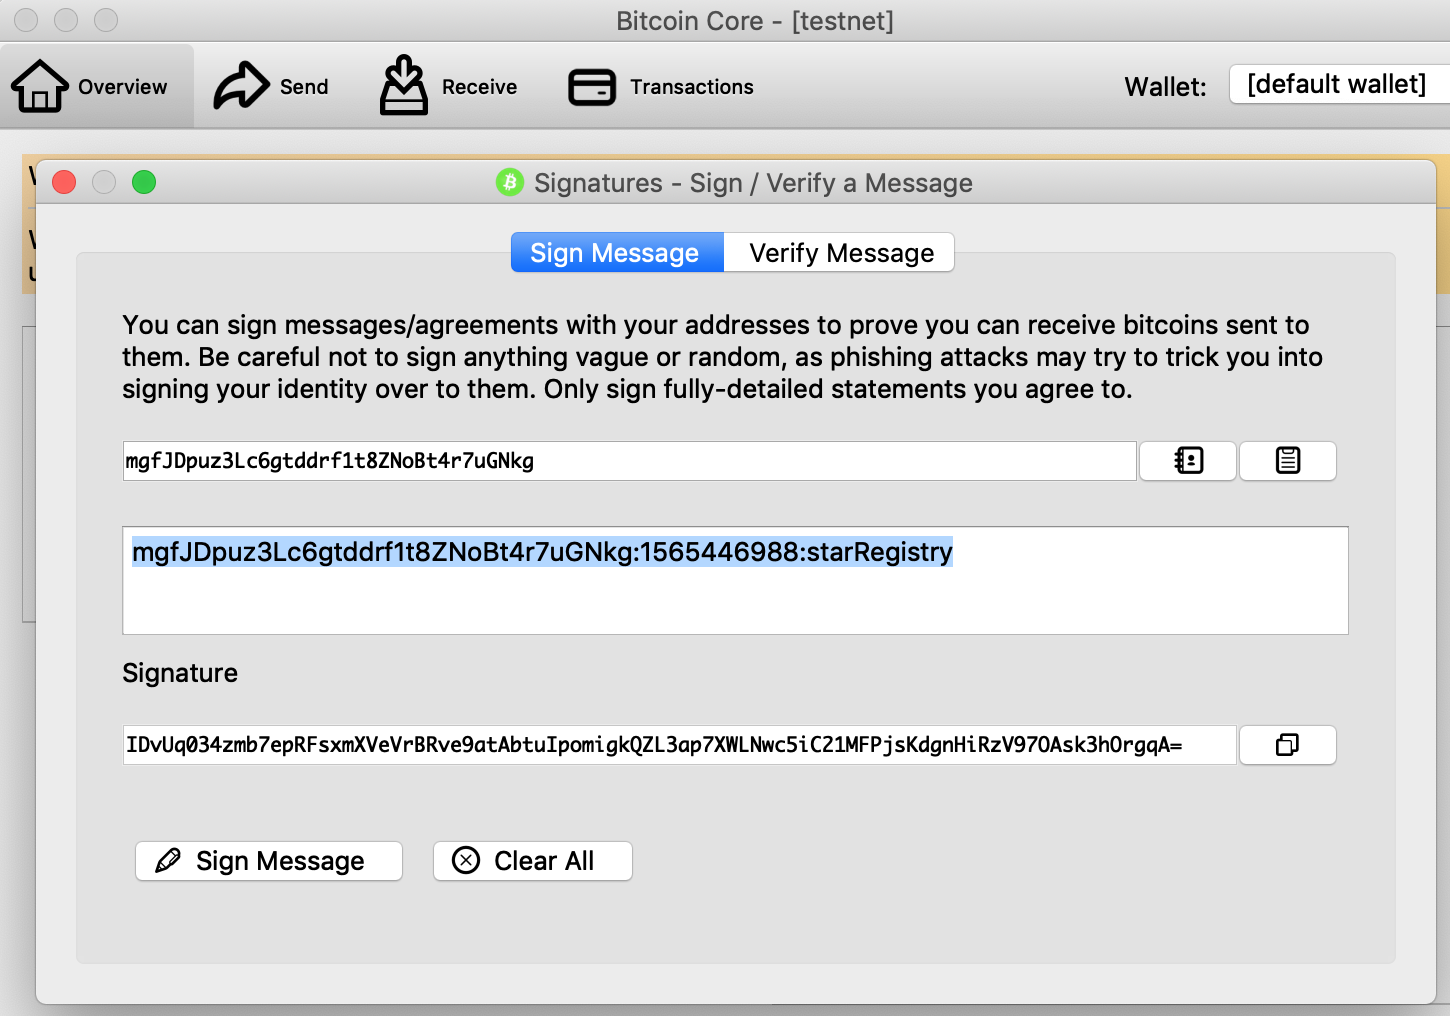 Bitcoin Core - [testnet]
Overview
Send
Receive
Transactions
Wallet:
[default wallet]
Signatures - Sign / Verify a Message
Sign Message
Verify Message
You can sign messages/agreements with your addresses to prove you can receive bitcoins sent to
them. Be careful not to sign anything vague or random, as phishing attacks may try to trick you into
signing your identity over to them. Only sign fully-detailed statements you agree to.
mgfJDpuz3Lc6gtddrf1t8ZNoBt4r7uGNkg
mgfJDpuz3Lc6gtddrf1t8ZNoBt4r7uGNkg:1565446988:starRegistry
Signature
IDvUq034zmb7epRFsxmXVeVrBRve9atAbtuIpomigkQZL3ap7XWLNwc5iC21MFPjsKdgnHiRzV97OAsk3hOrgqA=
Sign Message
Clear All